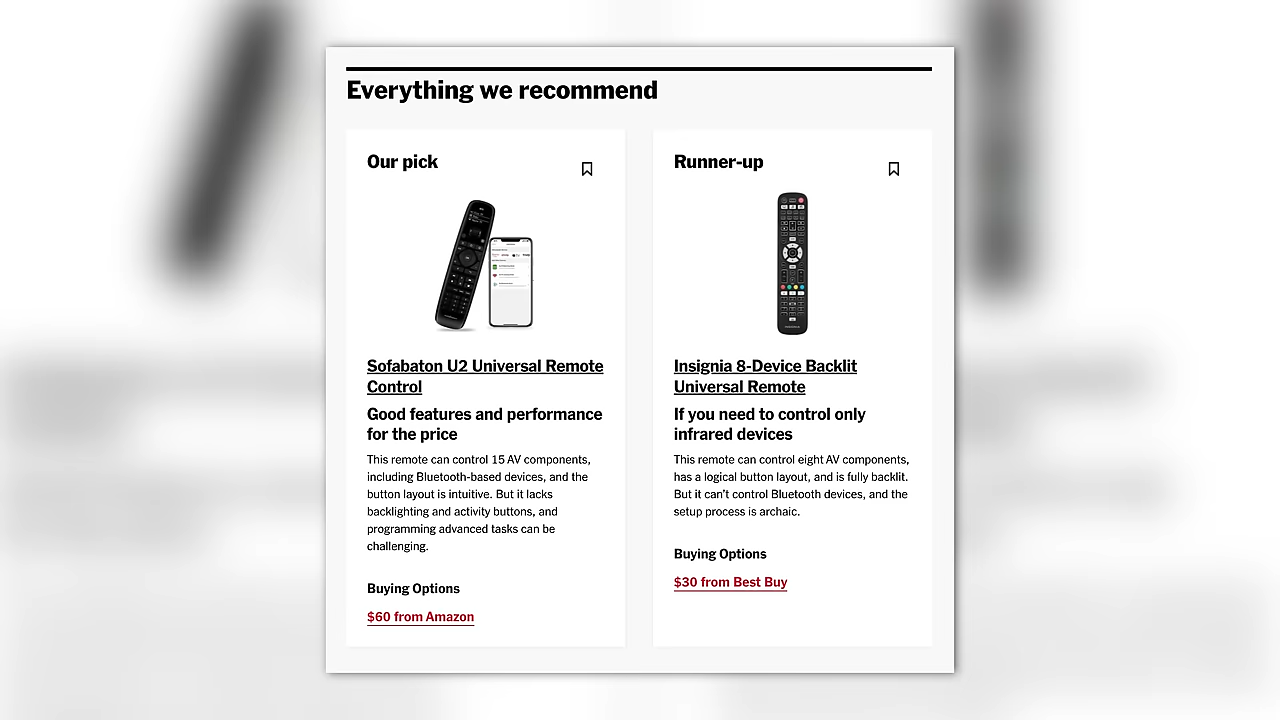 Everything we recommend
Our pick
Sofabaton U2 Universal Remote
Control
Good features and performance
for the price
This remote can control 15 AV components,
including Bluetooth-based devices, and the
button layout is intuitive. But it lacks
backlighting and activity buttons, and
programming advanced tasks can be
challenging.
Buying Options
$60 from Amazon
Runner-up
Insignia 8-Device Backlit
Universal Remote
If you need to control only
infrared devices
This remote can control eight AV components,
has a logical button layout, and is fully backlit.
But it can’t control Bluetooth devices, and the
setup process is archaic.
Buying Options
$30 from Best Buy